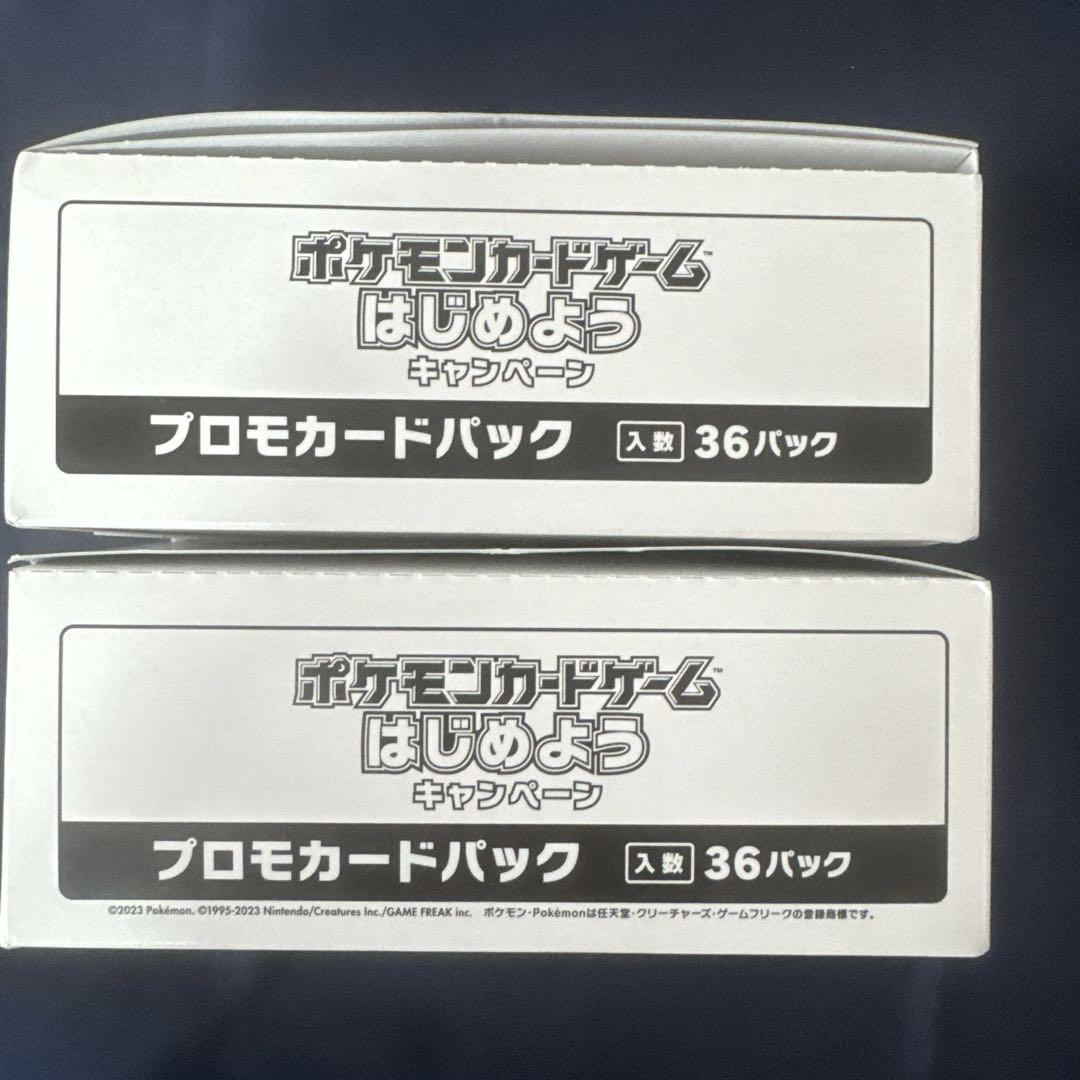 ポケモンカードゲーム™
はじめよう
キャンペーン
プロモカードパック 入数 36パック
ポケモンカードゲーム™
はじめよう
キャンペーン
プロモカードパック 入数 36パック
©2023 Pokémon. ©1995-2023 Nintendo/Creatures Inc./GAME FREAK inc. ポケモン・Pokémonは任天堂・クリーチャーズ・ゲームフリークの登録商標です。